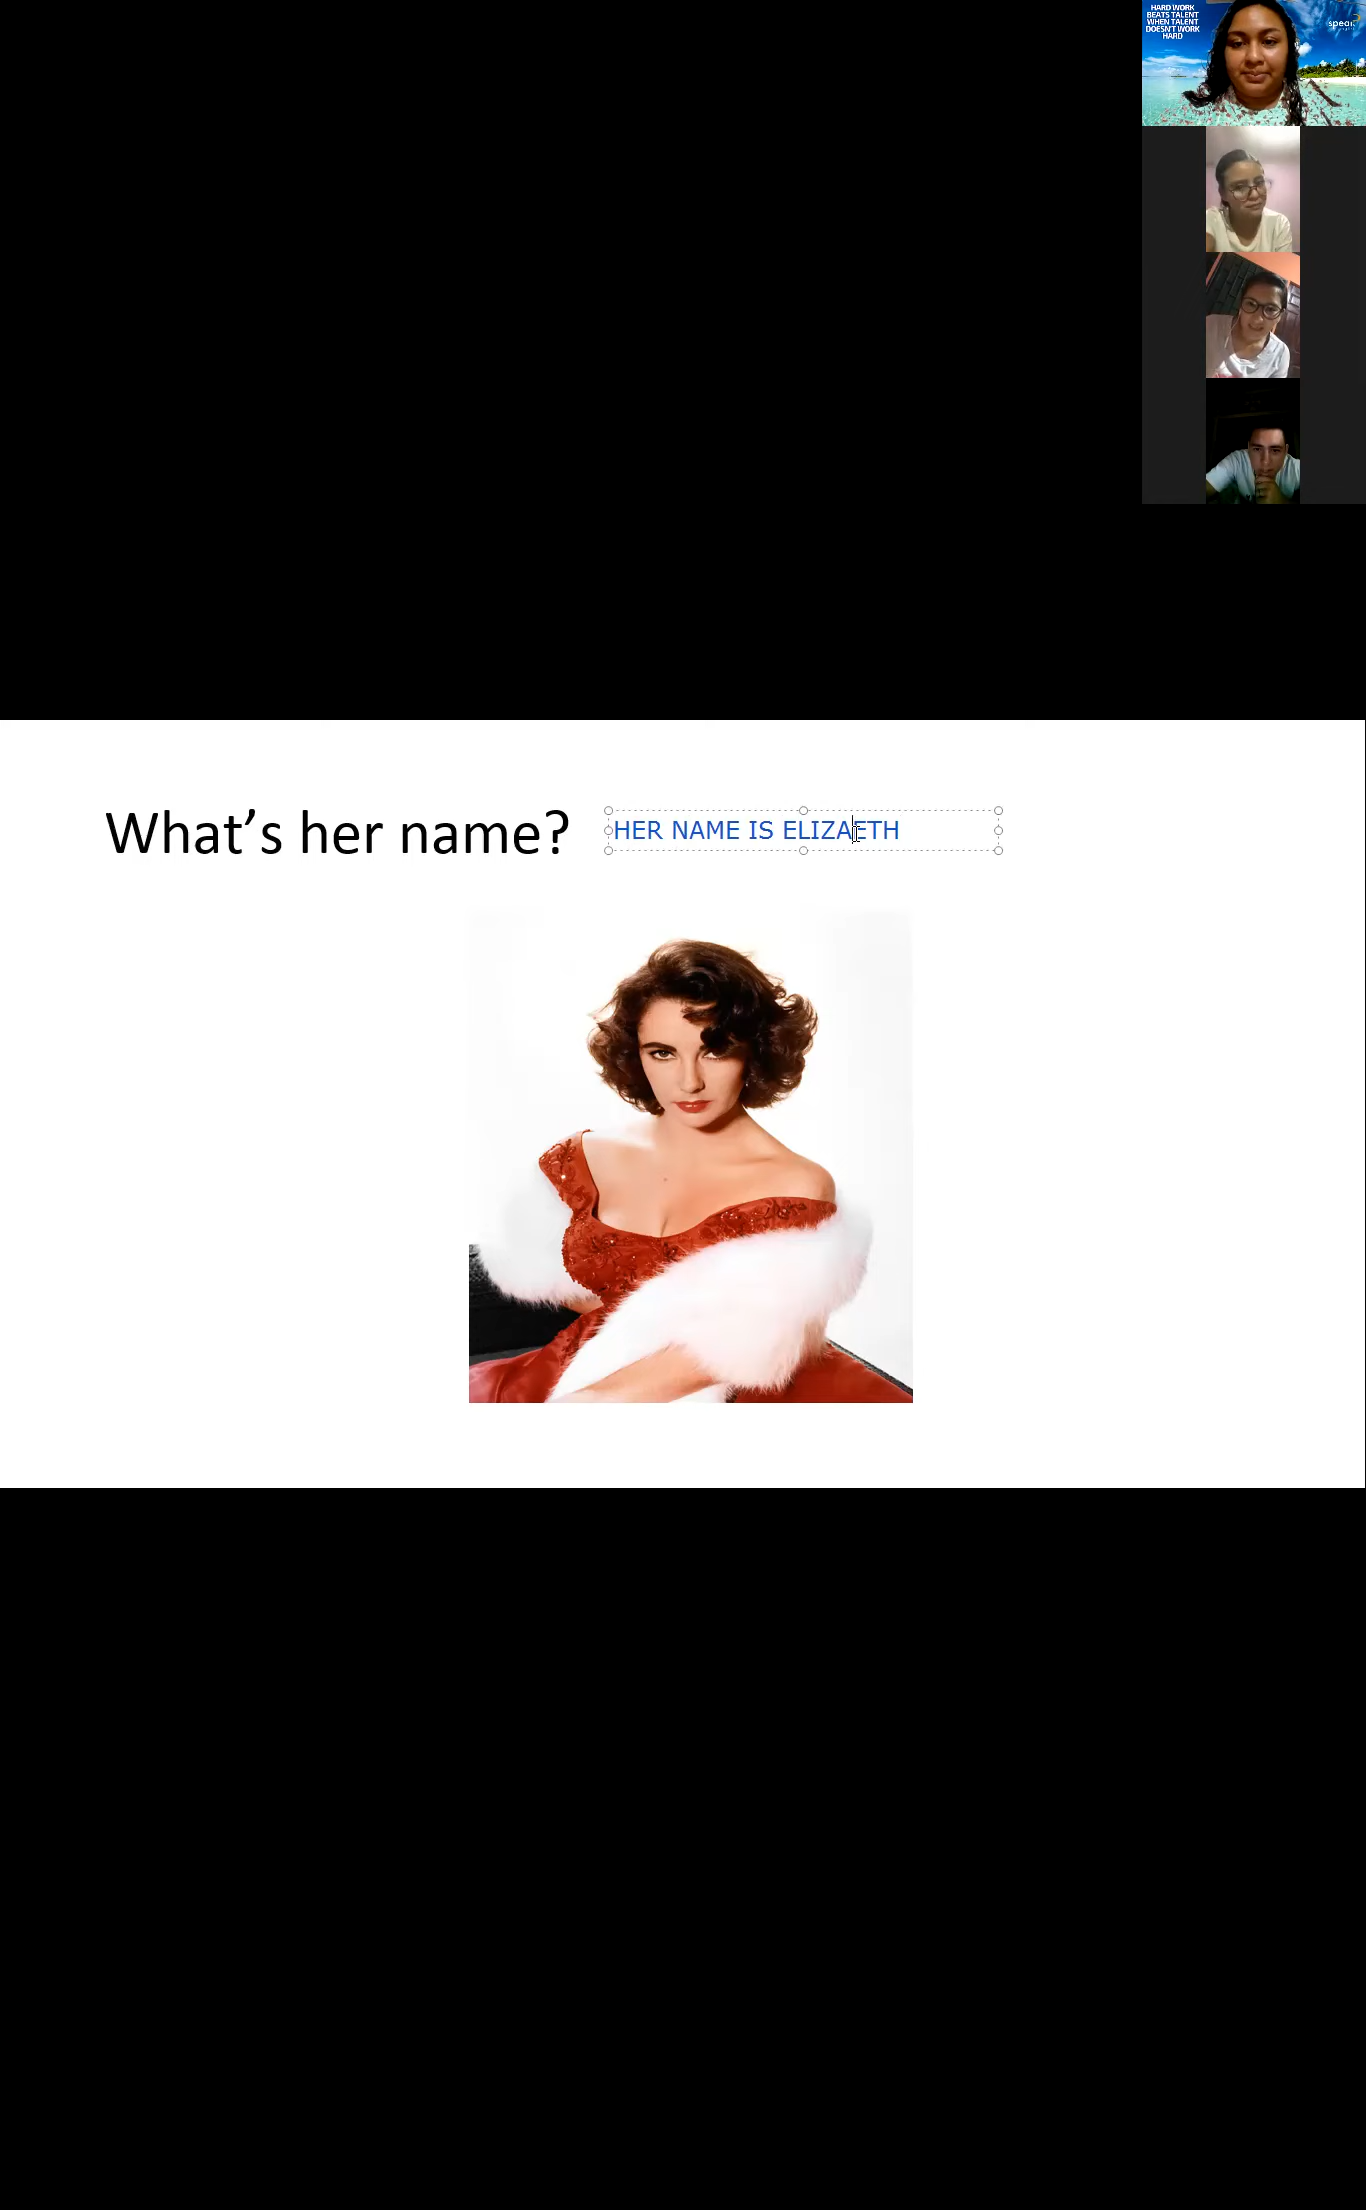 HARD WORK
BEATS TALENT
WHEN TALENT
DOESN'T WORK
HARD
What's her name?
HER NAME IS ELIZAETH